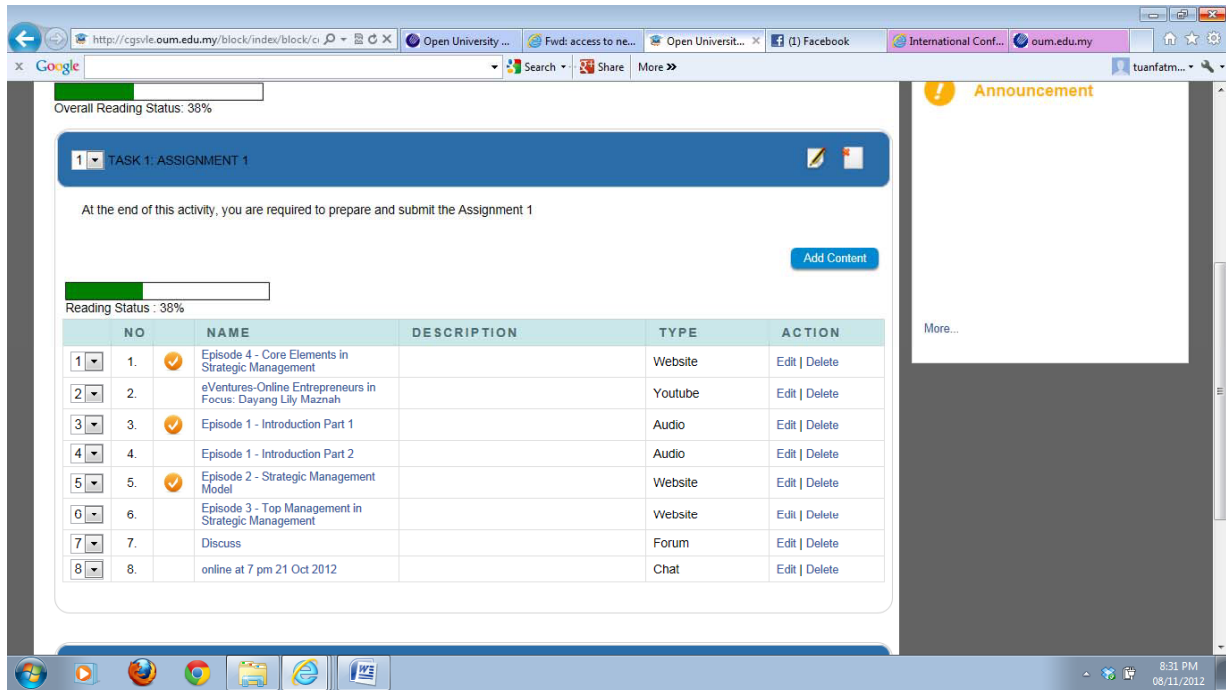 http://cgsvle.oum.edu.my/block/index/block/c
Open University ...
Fwd: access to ne...
Open Universit...
(1) Facebook
International Conf...
oum.edu.my
x Google
Search
Share
More »
tuanfatm...
Overall Reading Status: 38%
Announcement
1 TASK 1: ASSIGNMENT 1
At the end of this activity, you are required to prepare and submit the Assignment 1
Add Content
Reading Status : 38%
More...
NO NAME DESCRIPTION TYPE ACTION
1 1. Episode 4 - Core Elements in
Strategic Management
Website Edit | Delete
2 2. eVentures-Online Entrepreneurs in
Focus: Dayang Lily Maznah
Youtube Edit | Delete
3 3. Episode 1 - Introduction Part 1 Audio Edit | Delete
4 4. Episode 1 - Introduction Part 2 Audio Edit | Delete
5 5. Episode 2 - Strategic Management
Model
Website Edit | Delete
6 6. Episode 3 - Top Management in
Strategic Management
Website Edit | Delete
7 7. Discuss Forum Edit | Delete
8 8. online at 7 pm 21 Oct 2012 Chat Edit | Delete
8:31 PM
08/11/2012